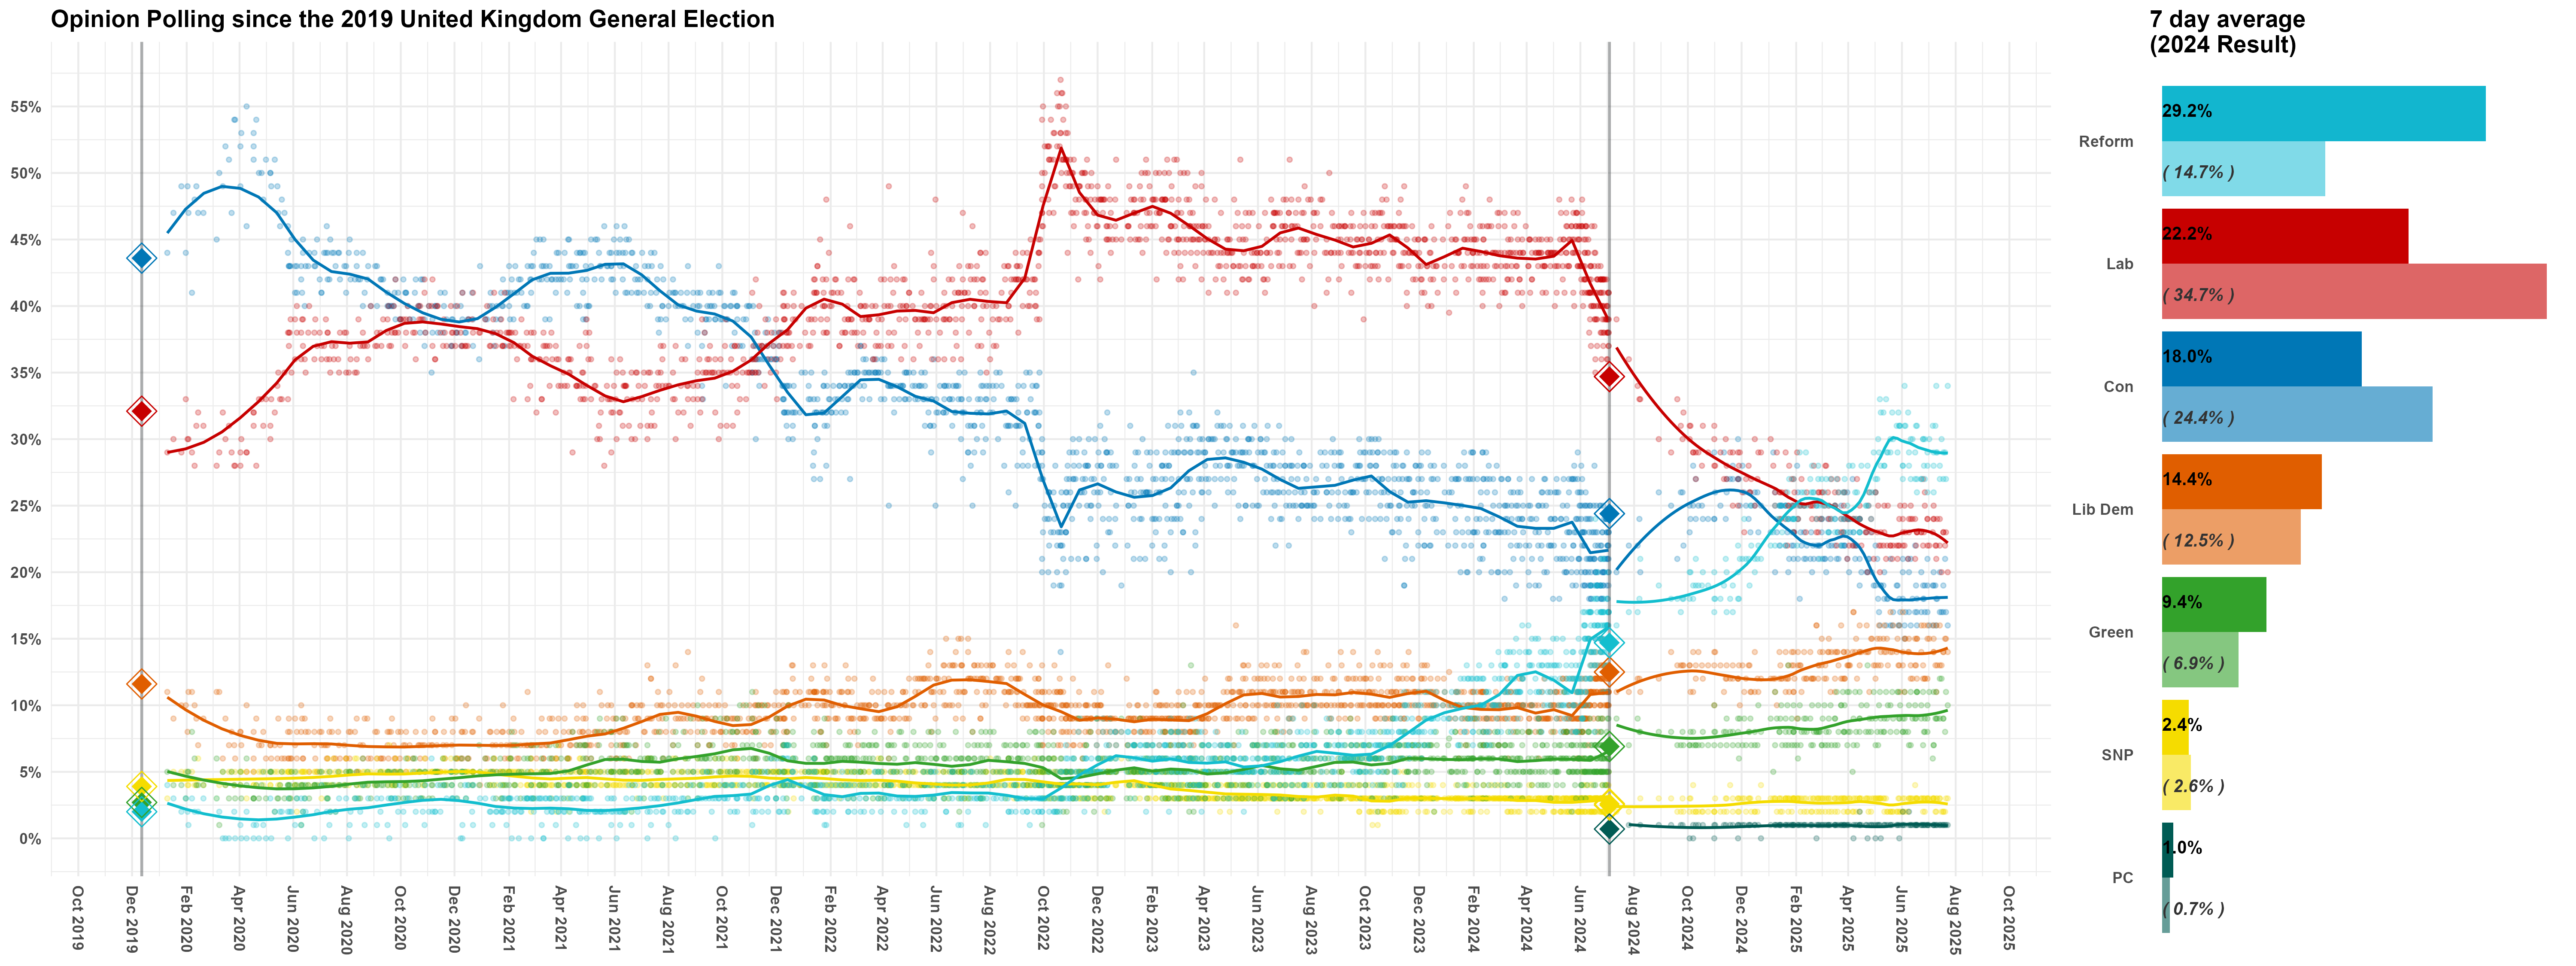 Opinion Polling since the 2019 United Kingdom General Election
7 day average
(2024 Result)
55%
50%
45%
40%
35%
30%
25%
20%
15%
10%
5%
0%
Oct 2019
Dec 2019
Feb 2020
Apr 2020
Jun 2020
Aug 2020
Oct 2020
Dec 2020
Feb 2021
Apr 2021
Jun 2021
Aug 2021
Oct 2021
Dec 2021
Feb 2022
Apr 2022
Jun 2022
Aug 2022
Oct 2022
Dec 2022
Feb 2023
Apr 2023
Jun 2023
Aug 2023
Oct 2023
Dec 2023
Feb 2024
Apr 2024
Jun 2024
Aug 2024
Oct 2024
Dec 2024
Feb 2025
Apr 2025
Jun 2025
Aug 2025
Oct 2025
Reform
29.2%
( 14.7% )
Lab
22.2%
( 34.7% )
Con
18.0%
( 24.4% )
Lib Dem
14.4%
( 12.5% )
Green
9.4%
( 6.9% )
SNP
2.4%
( 2.6% )
PC
1.0%
( 0.7% )